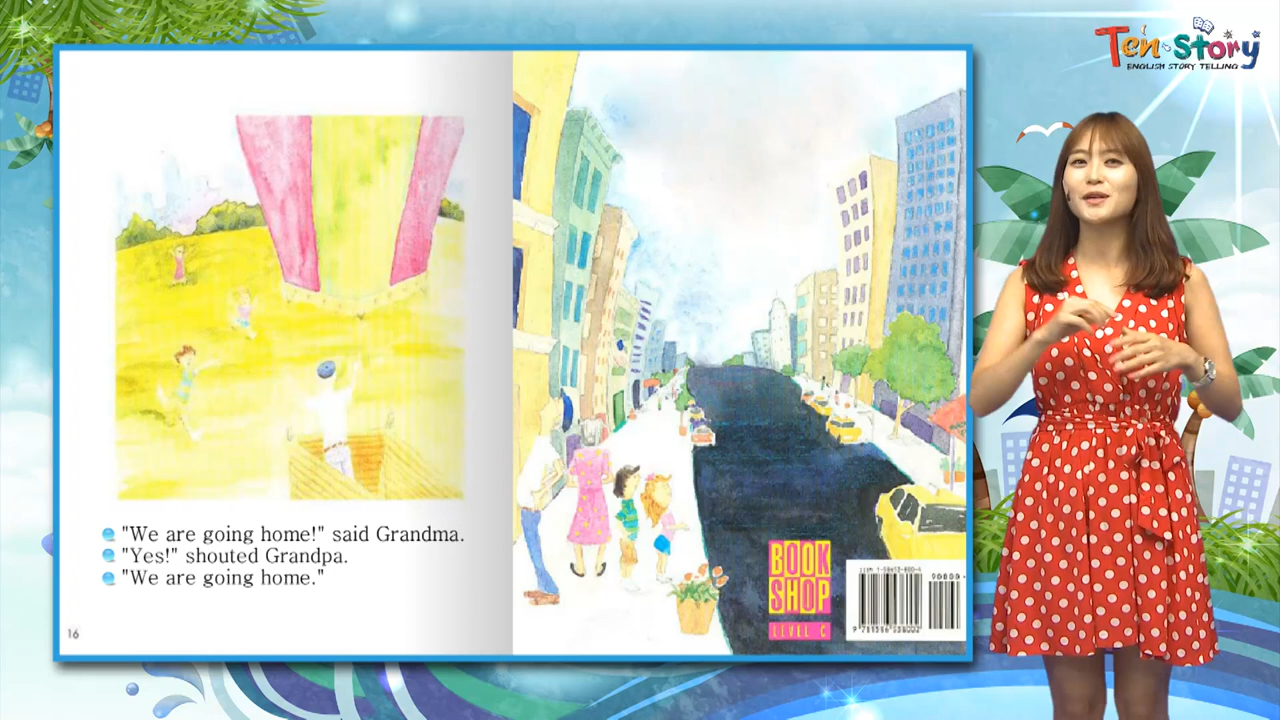 Ten Story
ENGLISH STORY TELLING
"We are going home!" said Grandma.
"Yes!" shouted Grandpa.
"We are going home."
16
BOOK
SHOP
LEVEL C
90000